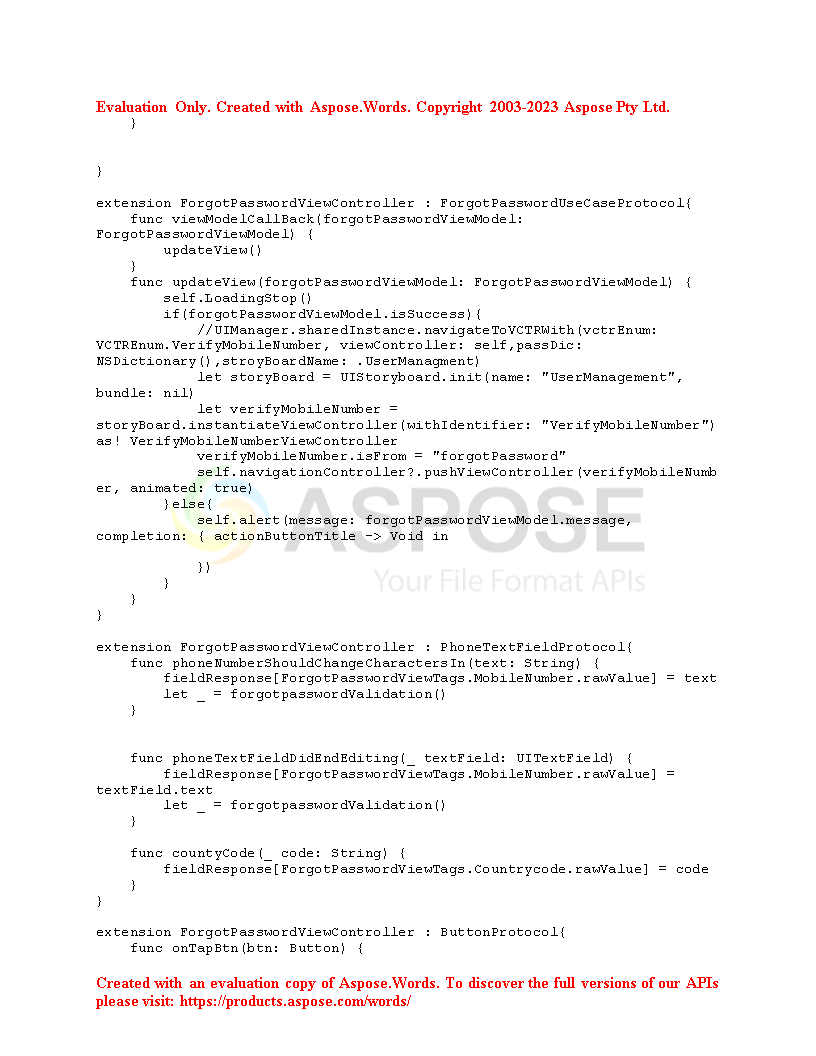 Evaluation Only. Created with Aspose.Words. Copyright 2003-2023 Aspose Pty Ltd.
    }
}
extension ForgotPasswordViewController : ForgotPasswordUseCaseProtocol{
    func viewModelCallBack(forgotPasswordViewModel:
ForgotPasswordViewModel) {
        updateView()
    }
    func updateView(forgotPasswordViewModel: ForgotPasswordViewModel) {
        self.LoadingStop()
        if(forgotPasswordViewModel.isSuccess){
            //UIManager.sharedInstance.navigateToVCTRWith(vctrEnum:
VCTREnum.VerifyMobileNumber, viewController: self,passDic:
NSDictionary(),stroyBoardName: .UserManagment)
            let storyBoard = UIStoryboard.init(name: "UserManagement",
bundle: nil)
            let verifyMobileNumber =
storyBoard.instantiateViewController(withIdentifier: "VerifyMobileNumber")
as! VerifyMobileNumberViewController
            verifyMobileNumber.isFrom = "forgotPassword"
            self.navigationController?.pushViewController(verifyMobileNumb
er, animated: true)
        }else{
            self.alert(message: forgotPasswordViewModel.message,
completion: { actionButtonTitle -> Void in
            })
        }
    }
}
ASPOSE
Your File Format APIs
extension ForgotPasswordViewController : PhoneTextFieldProtocol{
    func phoneNumberShouldChangeCharactersIn(text: String) {
        fieldResponse[ForgotPasswordViewTags.MobileNumber.rawValue] = text
        let _ = forgotpasswordValidation()
    }
    func phoneTextFieldDidEndEditing(_ textField: UITextField) {
        fieldResponse[ForgotPasswordViewTags.MobileNumber.rawValue] =
textField.text
        let _ = forgotpasswordValidation()
    }
    func countyCode(_ code: String) {
        fieldResponse[ForgotPasswordViewTags.Countrycode.rawValue] = code
    }
}
extension ForgotPasswordViewController : ButtonProtocol{
    func onTapBtn(btn: Button) {
Created with an evaluation copy of Aspose.Words. To discover the full versions of our APIs
please visit: https://products.aspose.com/words/